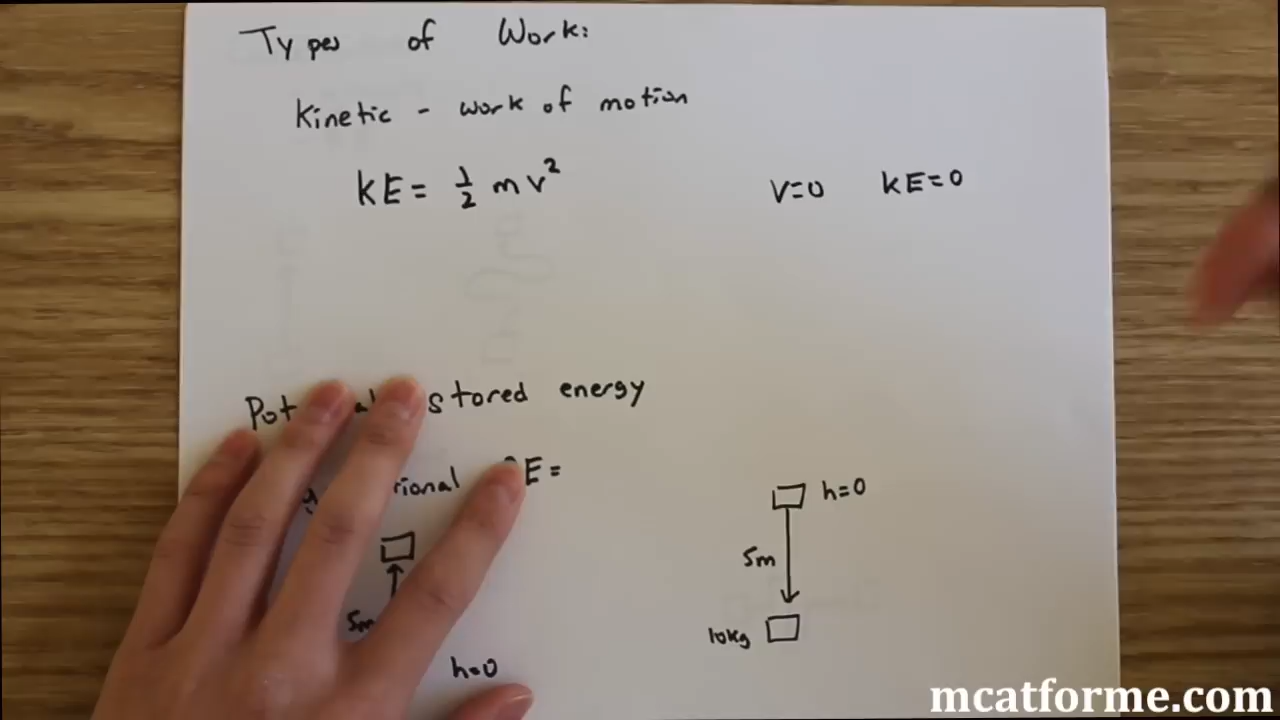 Types of Work:
Kinetic - work of motion
KE = 1/2 mv²
v=0 KE=0
stored energy
E =
h=0
5m
10kg
5m
h=0
mcatforme.com